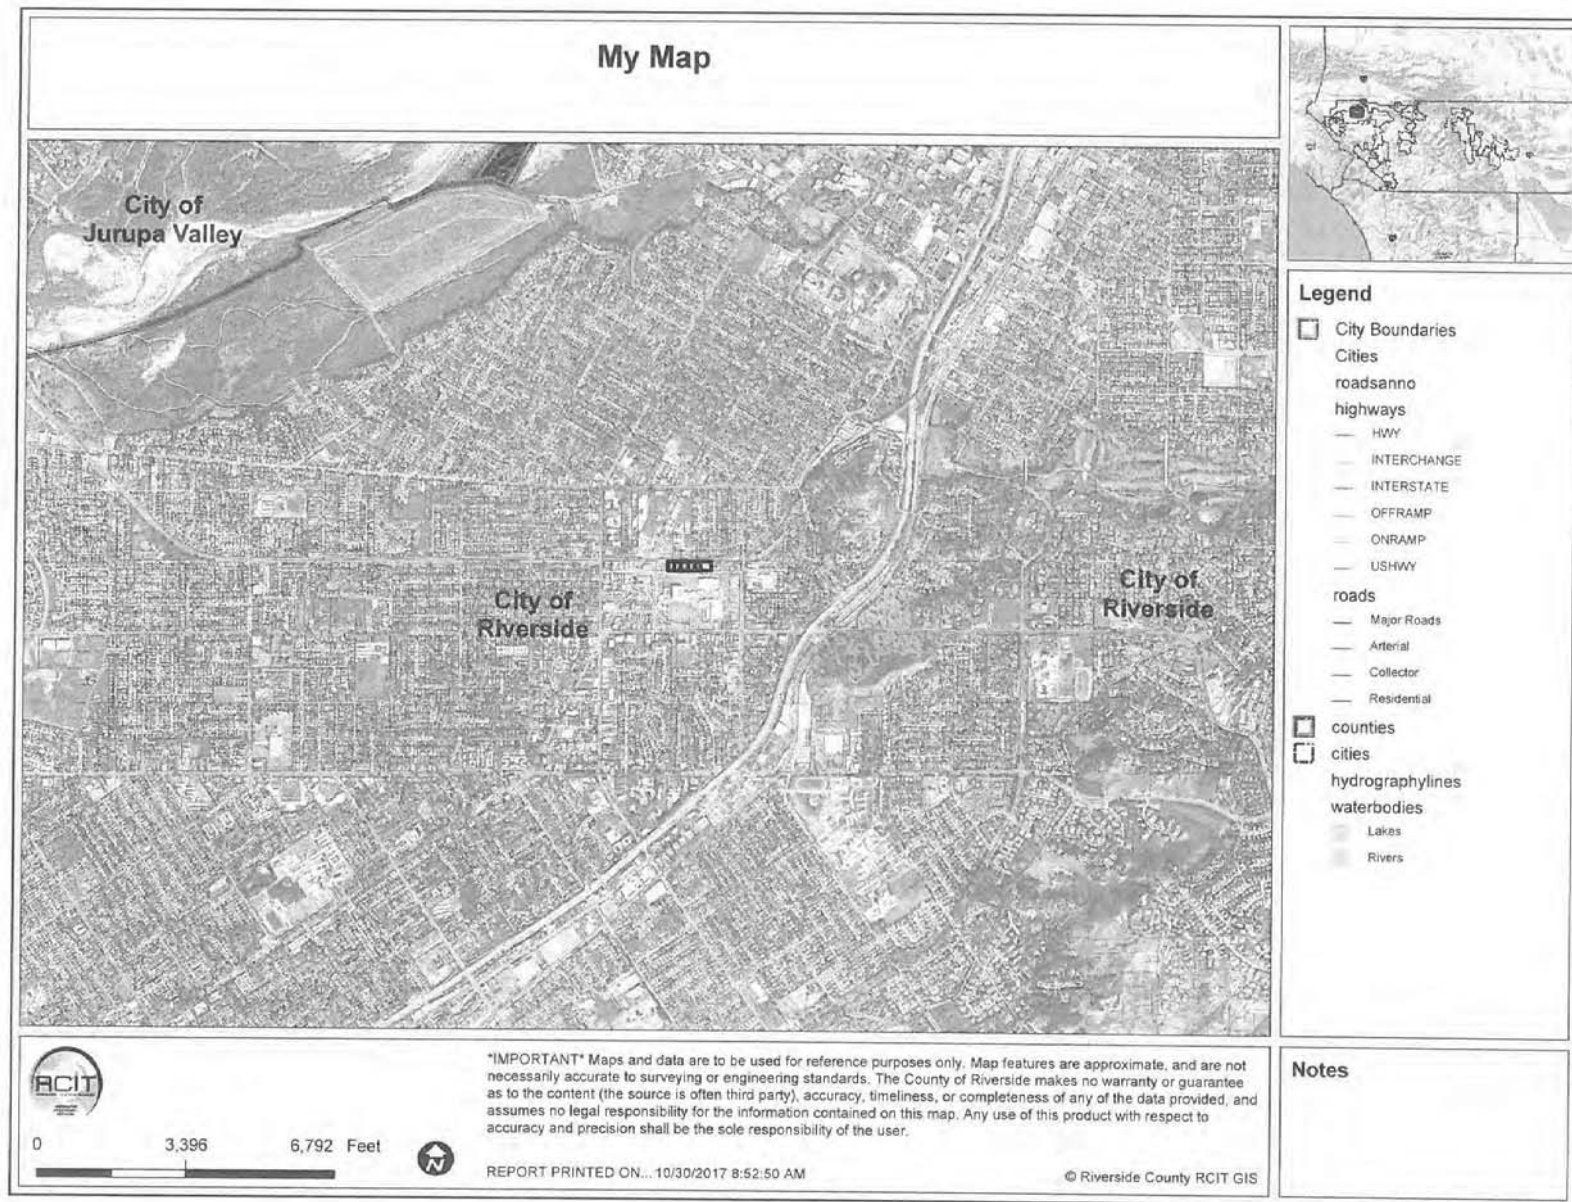 My Map
City of
Jurupa Valley
City of
Riverside
City of
Riverside
Legend
City Boundaries
Cities
roadsanno
highways
HWY
INTERCHANGE
INTERSTATE
OFFRAMP
ONRAMP
USHWY
roads
Major Roads
Arterial
Collector
Residential
counties
cities
hydrographylines
waterbodies
Lakes
Rivers
RCIT
0 3,396 6,792 Feet
N
*IMPORTANT* Maps and data are to be used for reference purposes only. Map features are approximate, and are not
necessarily accurate to surveying or engineering standards. The County of Riverside makes no warranty or guarantee
as to the content (the source is often third party), accuracy, timeliness, or completeness of any of the data provided, and
assumes no legal responsibility for the information contained on this map. Any use of this product with respect to
accuracy and precision shall be the sole responsibility of the user.
REPORT PRINTED ON... 10/30/2017 8:52:50 AM
© Riverside County RCIT GIS
Notes